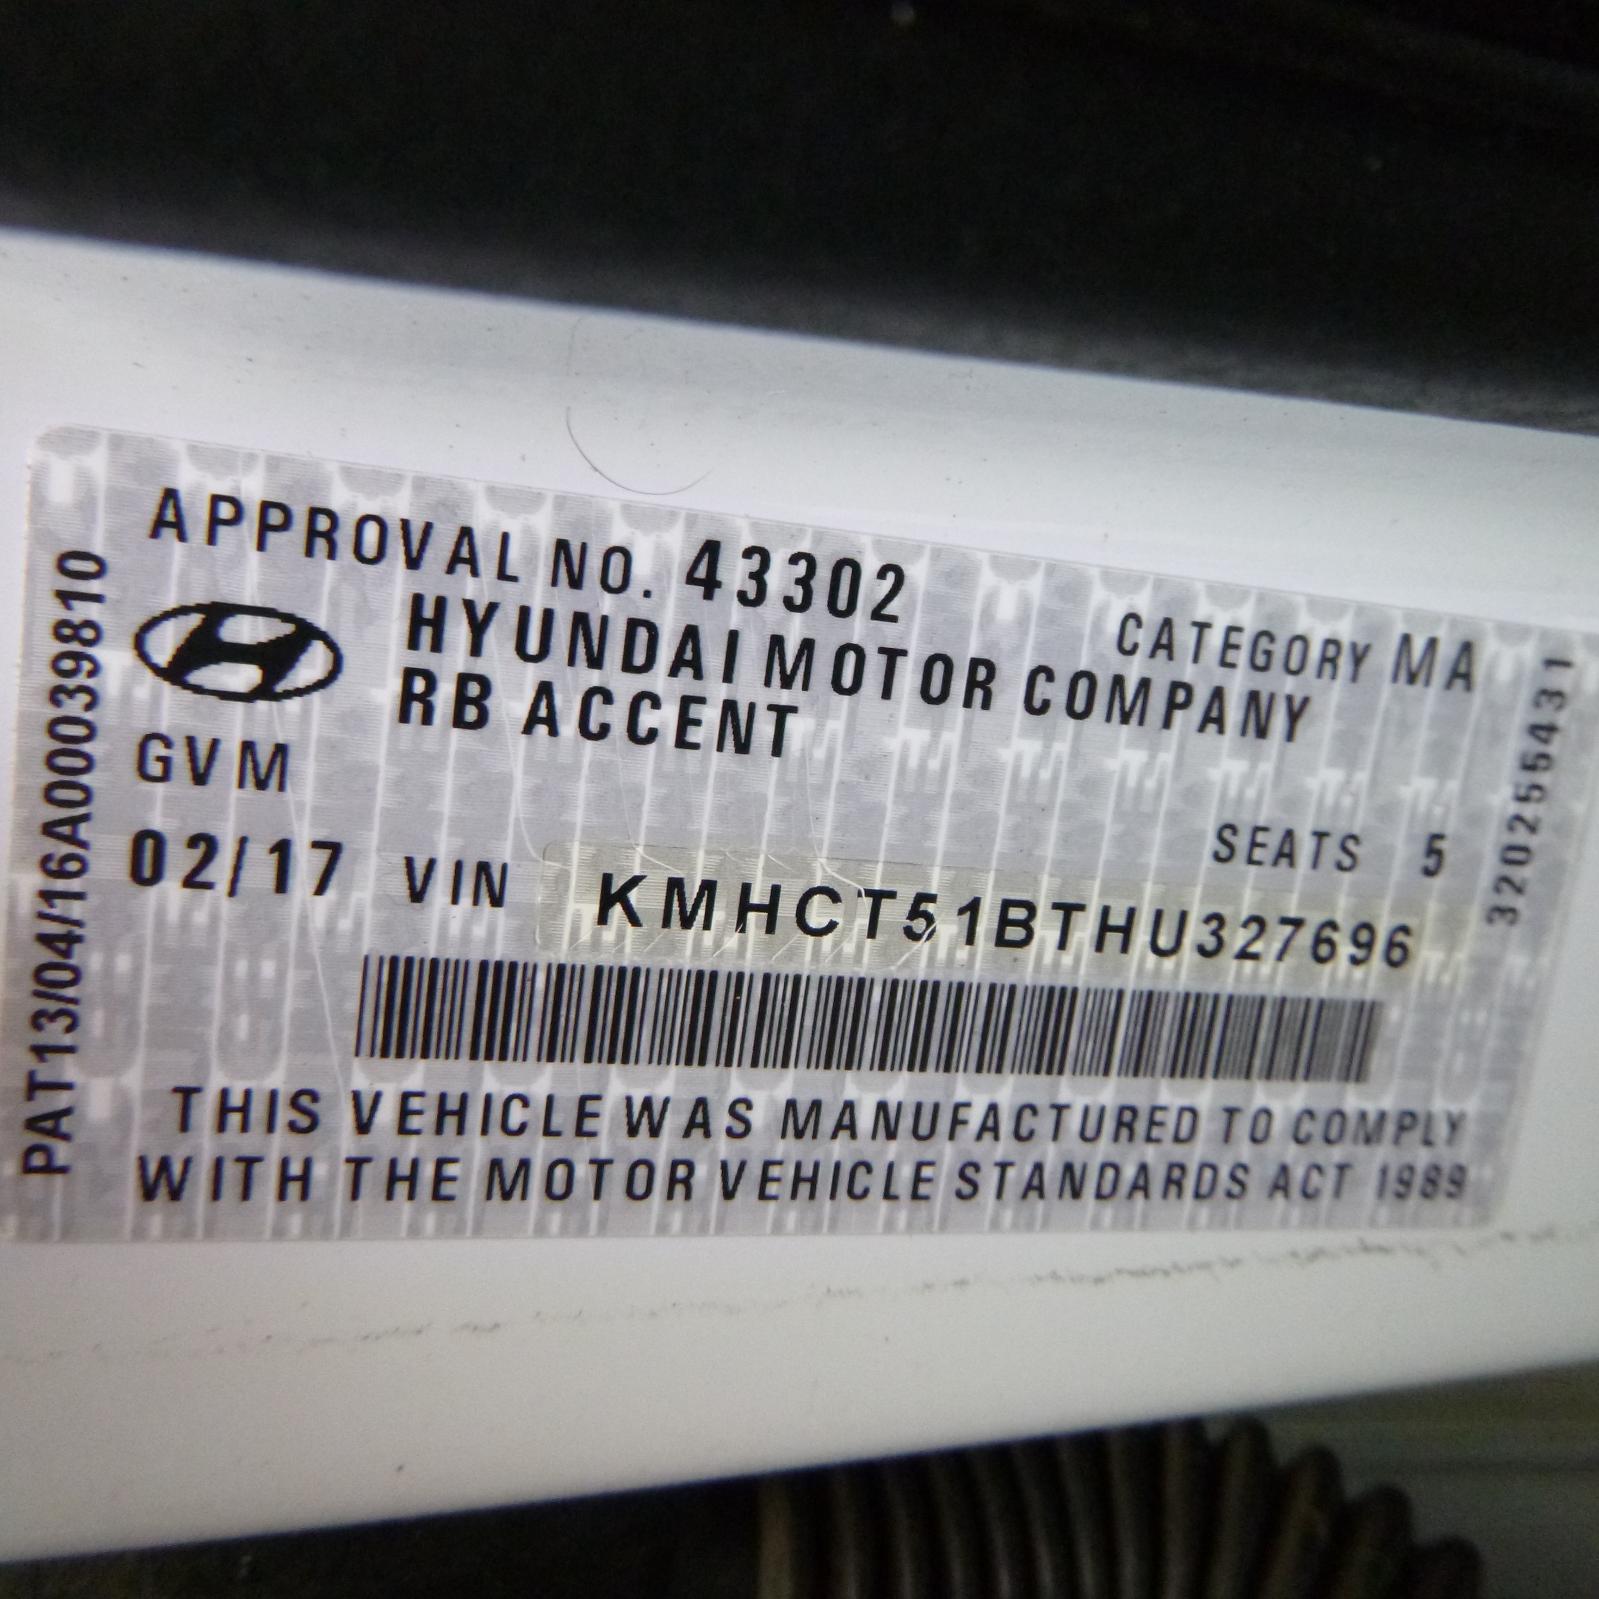 APPROVAL NO. 43302
CATEGORY MA
HYUNDAI MOTOR COMPANY
RB ACCENT
GVM
SEATS 5
02/17 VIN KMHCT51BTHU327696
THIS VEHICLE WAS MANUFACTURED TO COMPLY
WITH THE MOTOR VEHICLE STANDARDS ACT 1989
PAT13/04/16A00039810
320255431